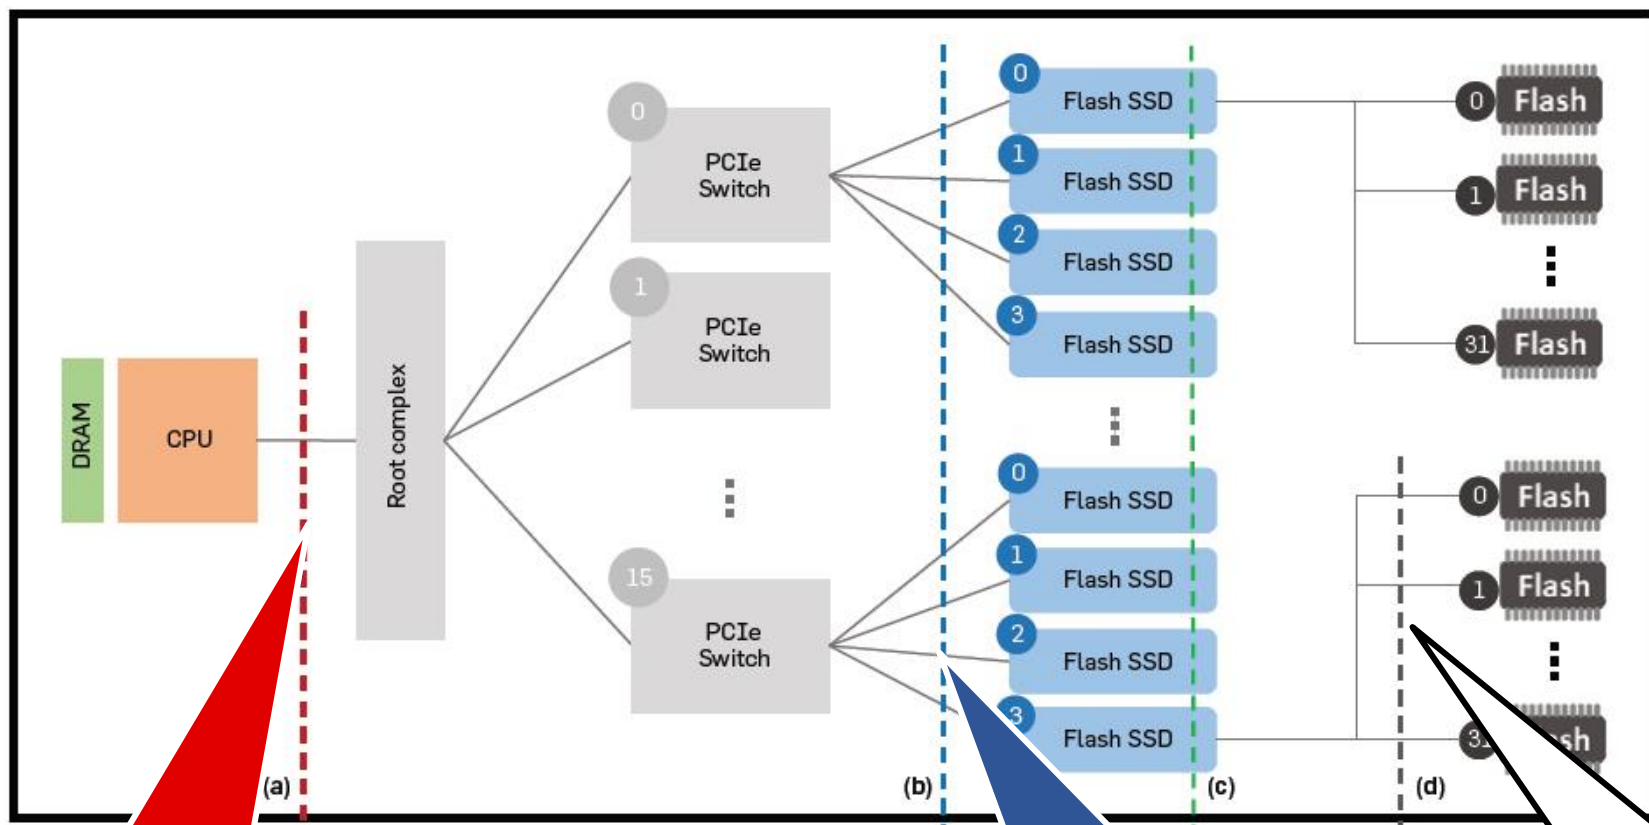 DRAM
CPU
Root complex
0
PCIe
Switch
1
PCIe
Switch
15
PCIe
Switch
0
Flash SSD
1
Flash SSD
2
Flash SSD
3
Flash SSD
0
Flash SSD
1
Flash SSD
2
Flash SSD
3
Flash SSD
0
Flash
1
Flash
31
Flash
0
Flash
1
Flash
(a)
(b)
(c)
(d)